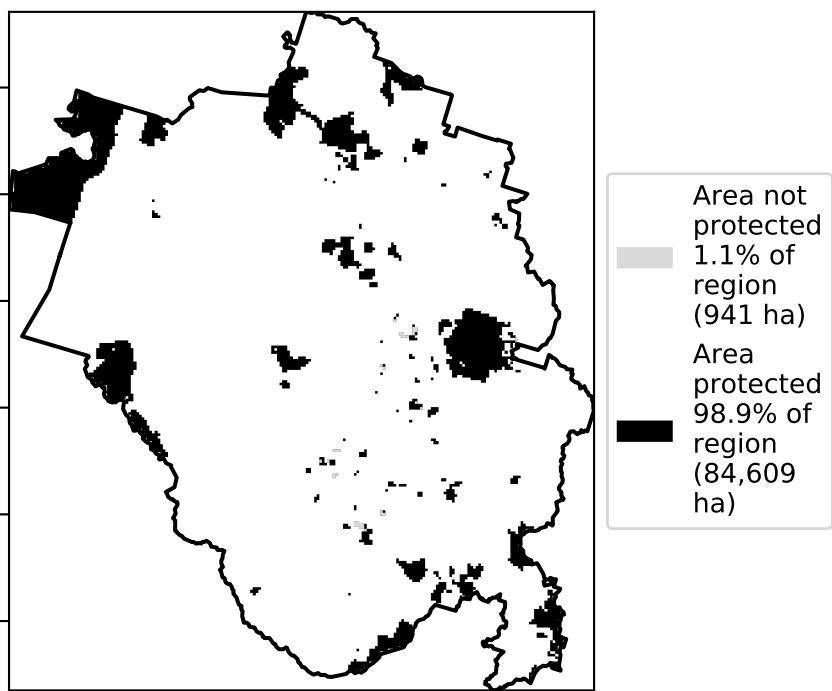 Area not
protected
1.1% of
region
(941 ha)
Area
protected
98.9% of
region
(84,609
ha)